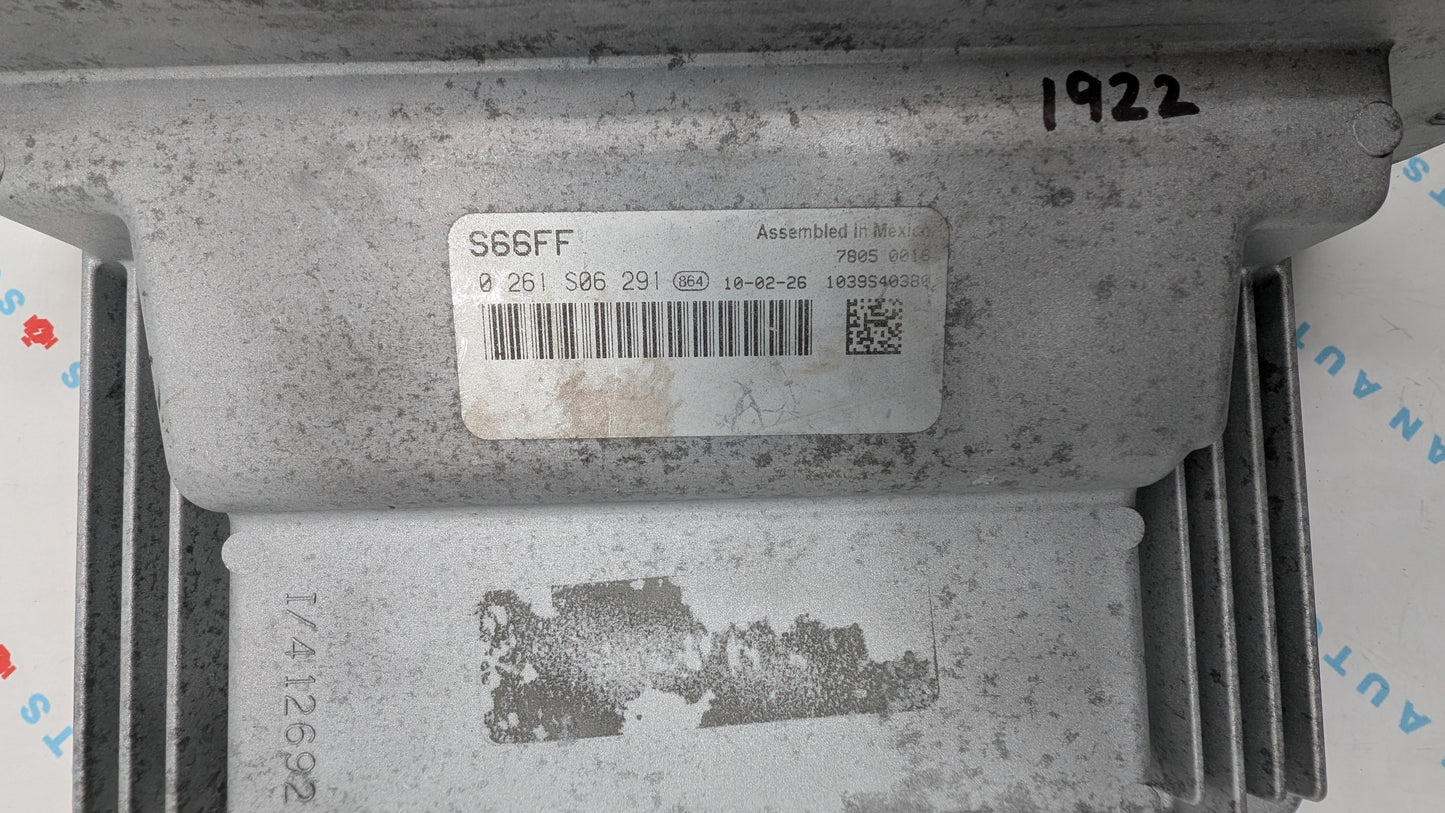 1922
S66FF
Assembled in Mexico
7805 0018
0 261 S06 291 864 10-02-26 1039S40380
I/412692